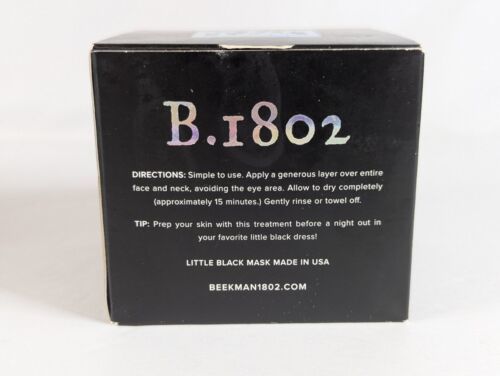 B.1802
DIRECTIONS: Simple to use. Apply a generous layer over entire
face and neck, avoiding the eye area. Allow to dry completely
(approximately 15 minutes.) Gently rinse or towel off.
TIP: Prep your skin with this treatment before a night out in
your favorite little black dress!
LITTLE BLACK MASK MADE IN USA
BEEKMAN1802.COM